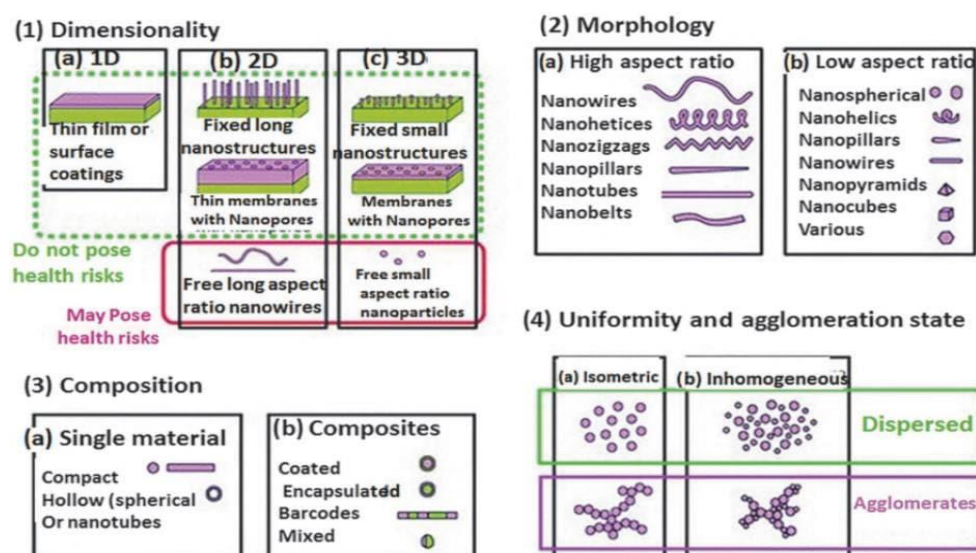 (1) Dimensionality
(a) 1D
(b) 2D
(c) 3D
Thin film or
surface
coatings
Fixed long
nanostructures
Thin membranes
with Nanopores
Fixed small
nanostructures
Membranes
with Nanopores
Do not pose
health risks
Free long aspect
ratio nanowires
Free small
aspect ratio
nanoparticles
May Pose
health risks
(2) Morphology
(a) High aspect ratio
Nanowires
Nanohetices
Nanozigzags
Nanopillars
Nanotubes
Nanobelts
(b) Low aspect ratio
Nanospherical
Nanohelics
Nanopillars
Nanowires
Nanopyramids
Nanocubes
Various
(3) Composition
(a) Single material
Compact
Hollow (spherical
Or nanotubes
(b) Composites
Coated
Encapsulated
Barcodes
Mixed
(4) Uniformity and agglomeration state
(a) Isometric
(b) Inhomogeneous
Dispersed
Agglomerates